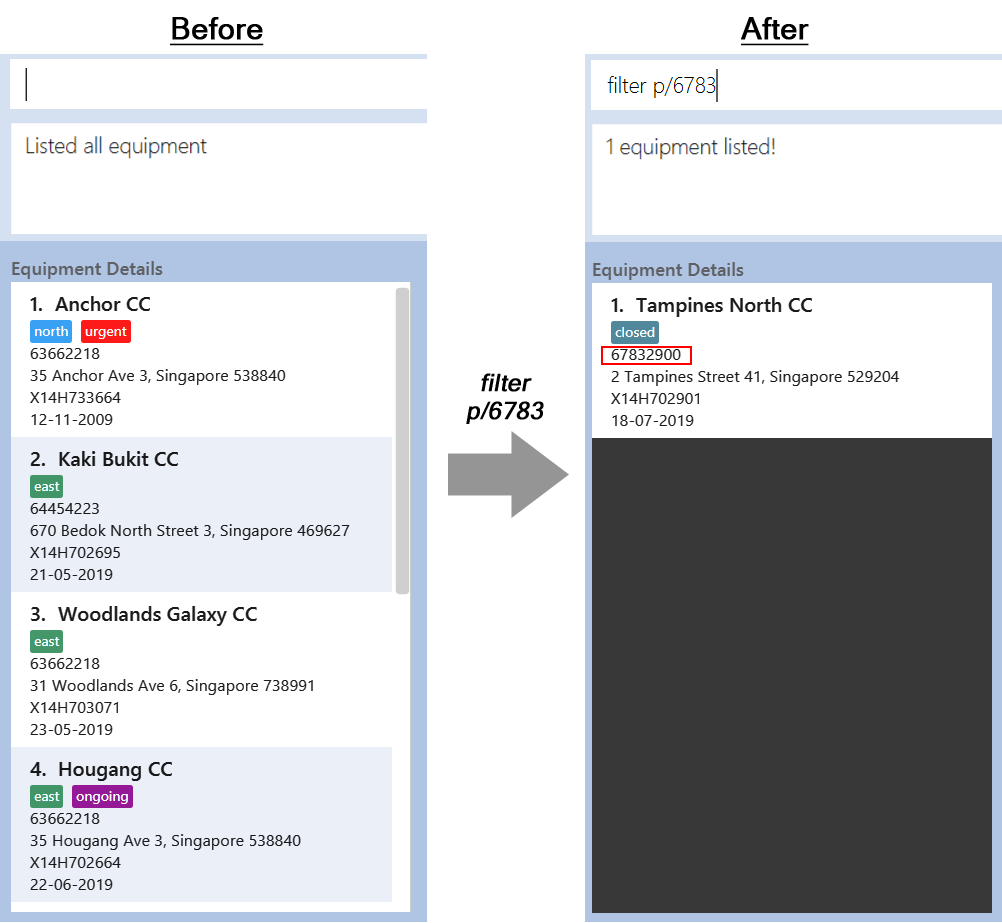 Before
Listed all equipment
Equipment Details
1. Anchor CC
north urgent
63662218
35 Anchor Ave 3, Singapore 538840
X14H733664
12-11-2009
2. Kaki Bukit CC
east
64454223
670 Bedok North Street 3, Singapore 469627
X14H702695
21-05-2019
3. Woodlands Galaxy CC
east
63662218
31 Woodlands Ave 6, Singapore 738991
X14H703071
23-05-2019
4. Hougang CC
east ongoing
63662218
35 Hougang Ave 3, Singapore 538840
X14H702664
22-06-2019
filter
p/6783
After
filter p/6783
1 equipment listed!
Equipment Details
1. Tampines North CC
closed
67832900
2 Tampines Street 41, Singapore 529204
X14H702901
18-07-2019